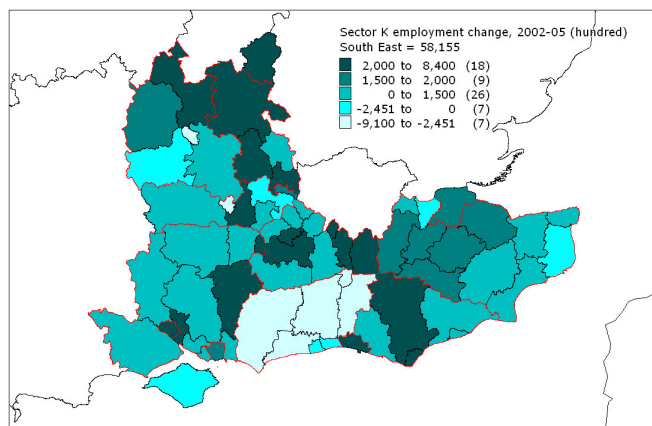 Sector K employment change, 2002-05 (hundred)
South East = 58,155
2,000 to 8,400 (18)
1,500 to 2,000 (9)
0 to 1,500 (26)
-2,451 to 0 (7)
-9,100 to -2,451 (7)